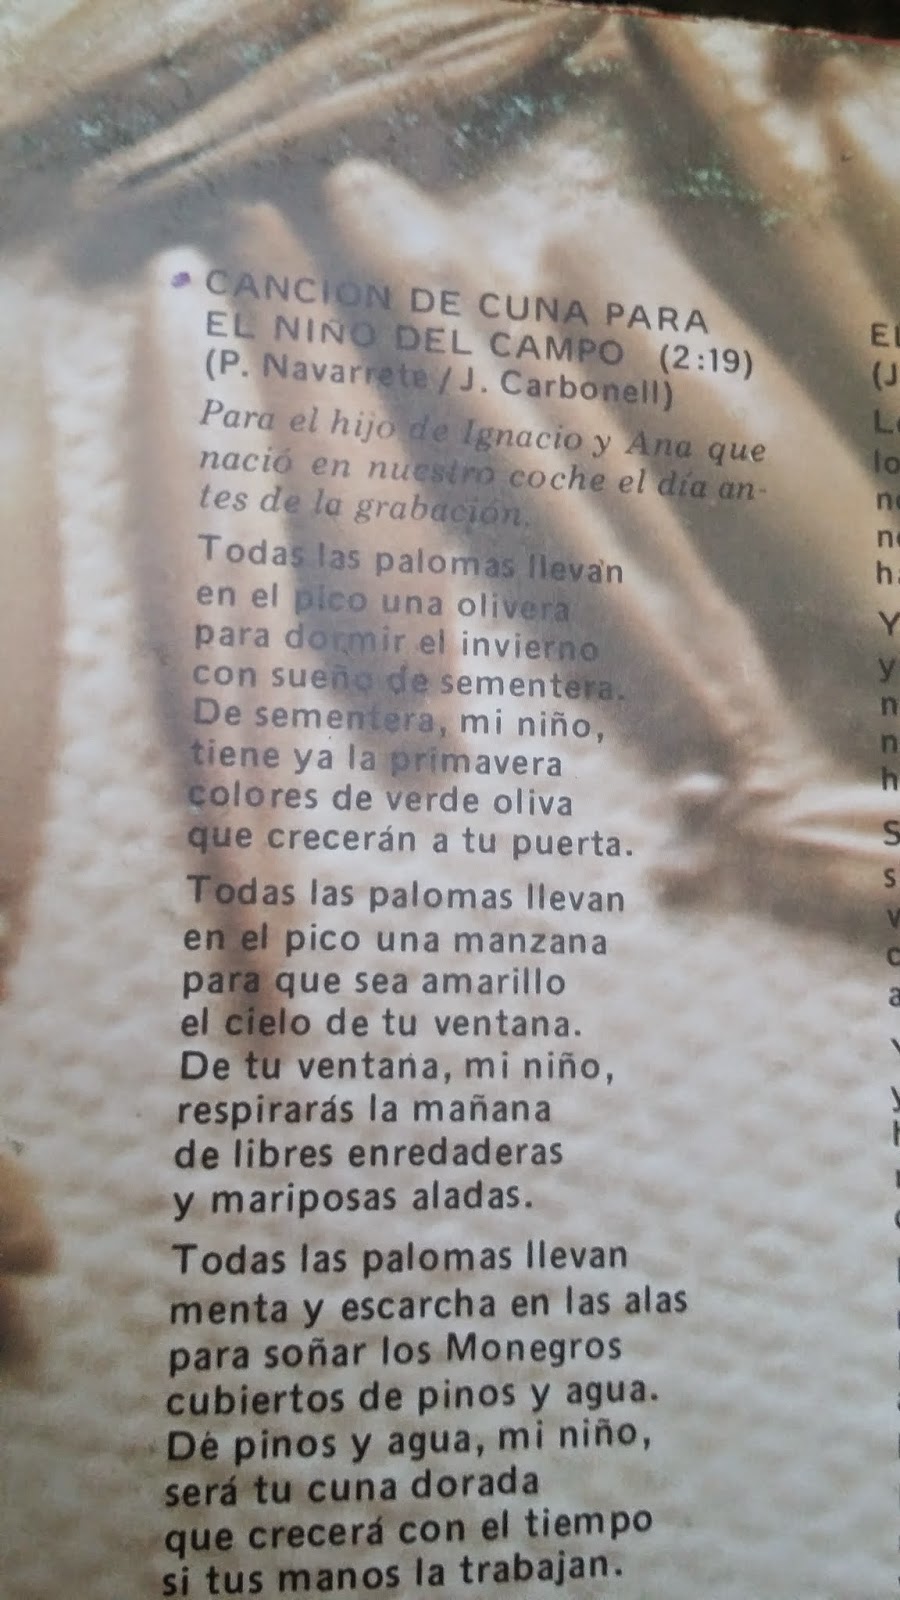 CANCION DE CUNA PARA
EL NIÑO DEL CAMPO (2:19)
(P. Navarrete / J. Carbonell)
Para el hijo de Ignacio y Ana que
nació en nuestro coche el día an-
tes de la grabación.
Todas las palomas llevan
en el pico una olivera
para dormir el invierno
con sueño de sementera.
De sementera, mi niño,
tiene ya la primavera
colores de verde oliva
que crecerán a tu puerta.
Todas las palomas llevan
en el pico una manzana
para que sea amarillo
el cielo de tu ventana.
De tu ventana, mi niño,
respirarás la mañana
de libres enredaderas
y mariposas aladas.
Todas las palomas llevan
menta y escarcha en las alas
para soñar los Monegros
cubiertos de pinos y agua.
De pinos y agua, mi niño,
será tu cuna dorada
que crecerá con el tiempo
si tus manos la trabajan.